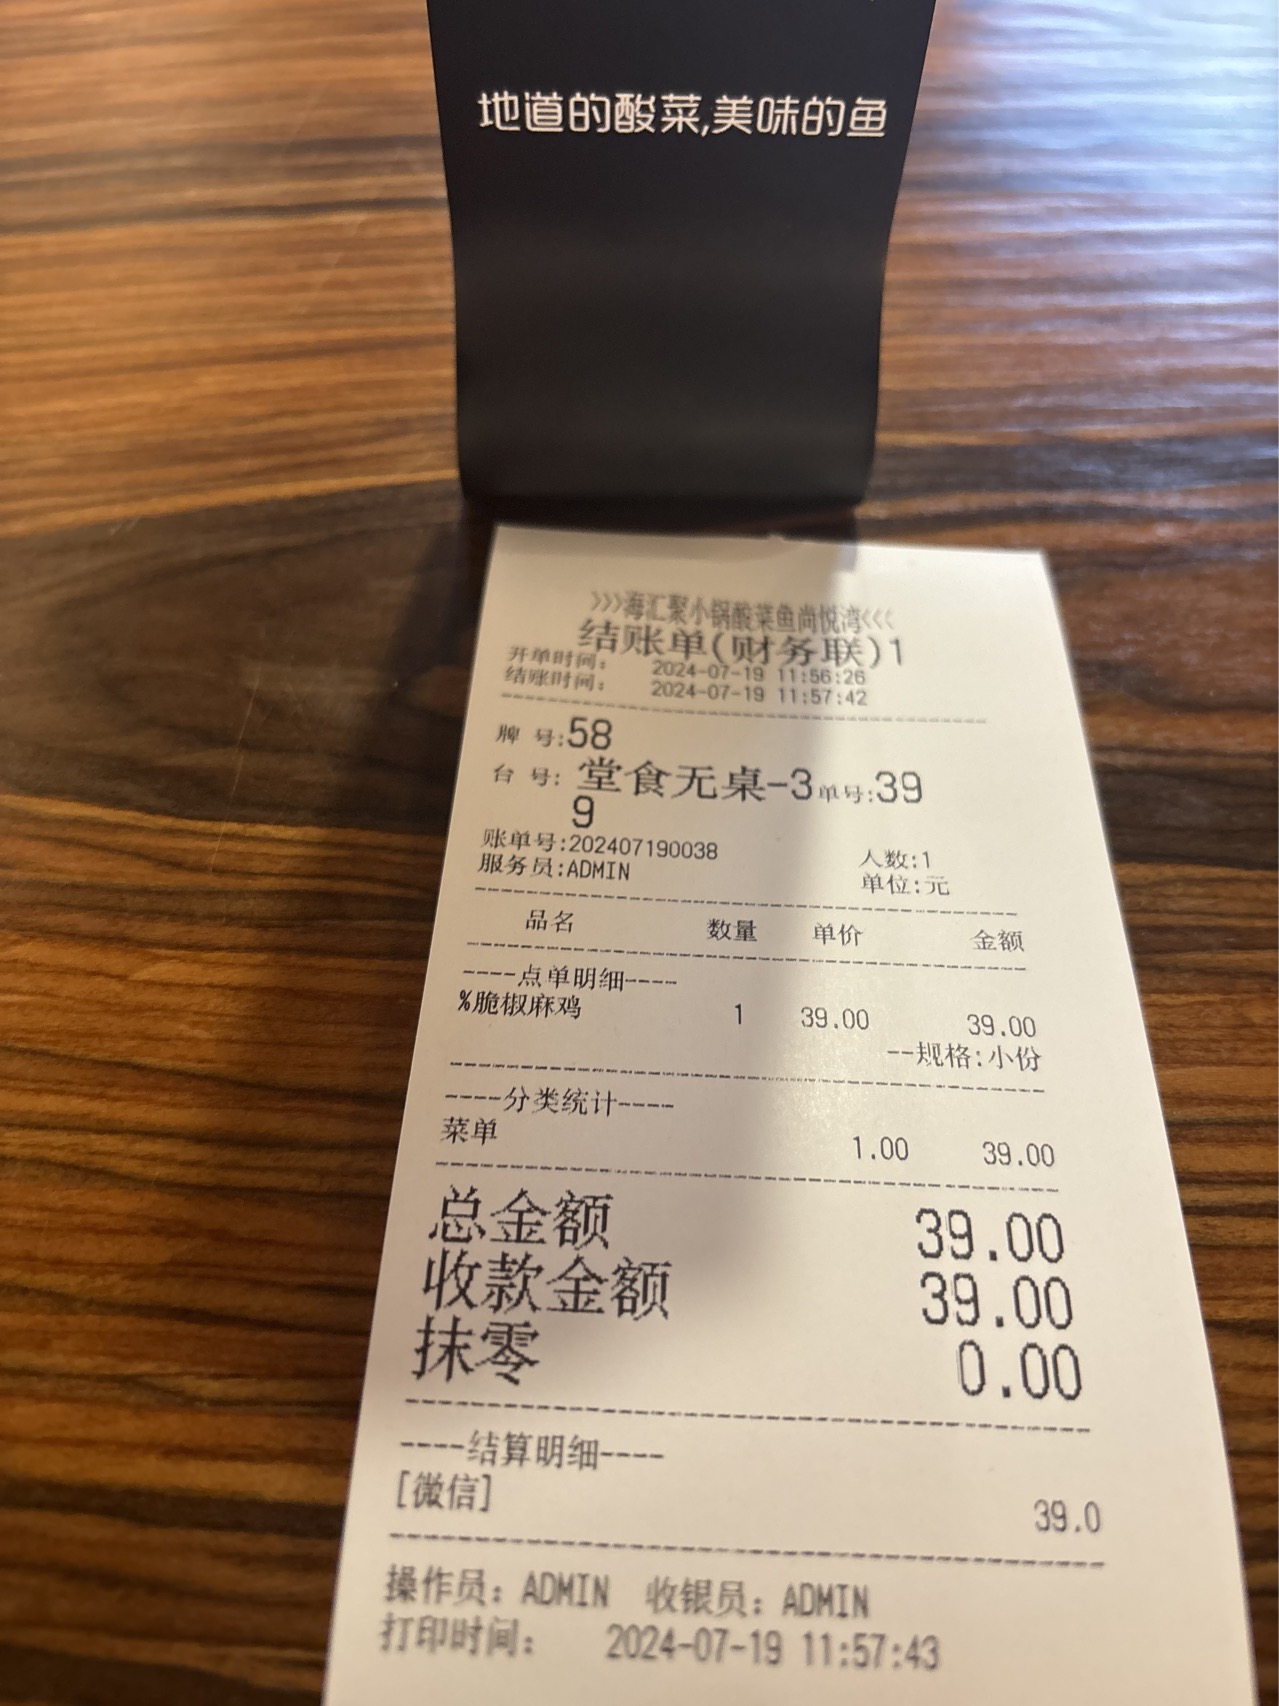 地道的酸菜,美味的鱼
>>>海汇聚小锅酸菜鱼尚悦湾<<<
结账单(财务联)1
开单时间: 2024-07-19 11:56:26
结账时间: 2024-07-19 11:57:42
牌 号:58
台 号: 堂食无桌-3单号:39
9
账单号:202407190038 人数:1
服务员:ADMIN 单位:元
品名 数量 单价 金额
----点单明细----
%脆椒麻鸡 1 39.00 39.00
--规格:小份
----分类统计----
菜单 1.00 39.00
总金额 39.00
收款金额 39.00
抹零 0.00
----结算明细----
[微信] 39.0
操作员: ADMIN 收银员: ADMIN
打印时间: 2024-07-19 11:57:43